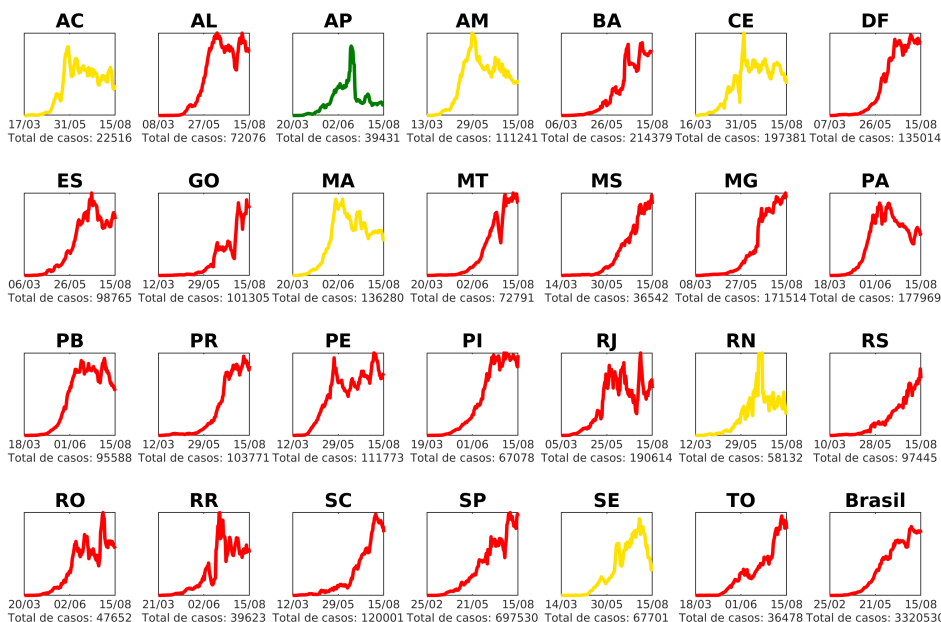 AC AL AP AM BA CE DF
17/03 31/05 15/08 08/03 27/05 15/08 20/03 02/06 15/08 13/03 29/05 15/08 06/03 26/05 15/08 16/03 31/05 15/08 07/03 26/05 15/08
Total de casos: 22516 Total de casos: 72076 Total de casos: 39431 Total de casos: 111241 Total de casos: 214379 Total de casos: 197381 Total de casos: 135014
ES GO MA MT MS MG PA
06/03 26/05 15/08 12/03 29/05 15/08 20/03 02/06 15/08 20/03 02/06 15/08 14/03 30/05 15/08 08/03 27/05 15/08 18/03 01/06 15/08
Total de casos: 98765 Total de casos: 101305 Total de casos: 136280 Total de casos: 72791 Total de casos: 36542 Total de casos: 171514 Total de casos: 177969
PB PR PE PI RJ RN RS
18/03 01/06 15/08 12/03 29/05 15/08 12/03 29/05 15/08 19/03 01/06 15/08 05/03 25/05 15/08 12/03 29/05 15/08 10/03 28/05 15/08
Total de casos: 95588 Total de casos: 103771 Total de casos: 111773 Total de casos: 67078 Total de casos: 190614 Total de casos: 58132 Total de casos: 97445
RO RR SC SP SE TO Brasil
20/03 02/06 15/08 21/03 02/06 15/08 12/03 29/05 15/08 25/02 21/05 15/08 14/03 30/05 15/08 18/03 01/06 15/08 25/02 21/05 15/08
Total de casos: 47652 Total de casos: 39623 Total de casos: 120001 Total de casos: 697530 Total de casos: 67701 Total de casos: 36478 Total de casos: 3320530